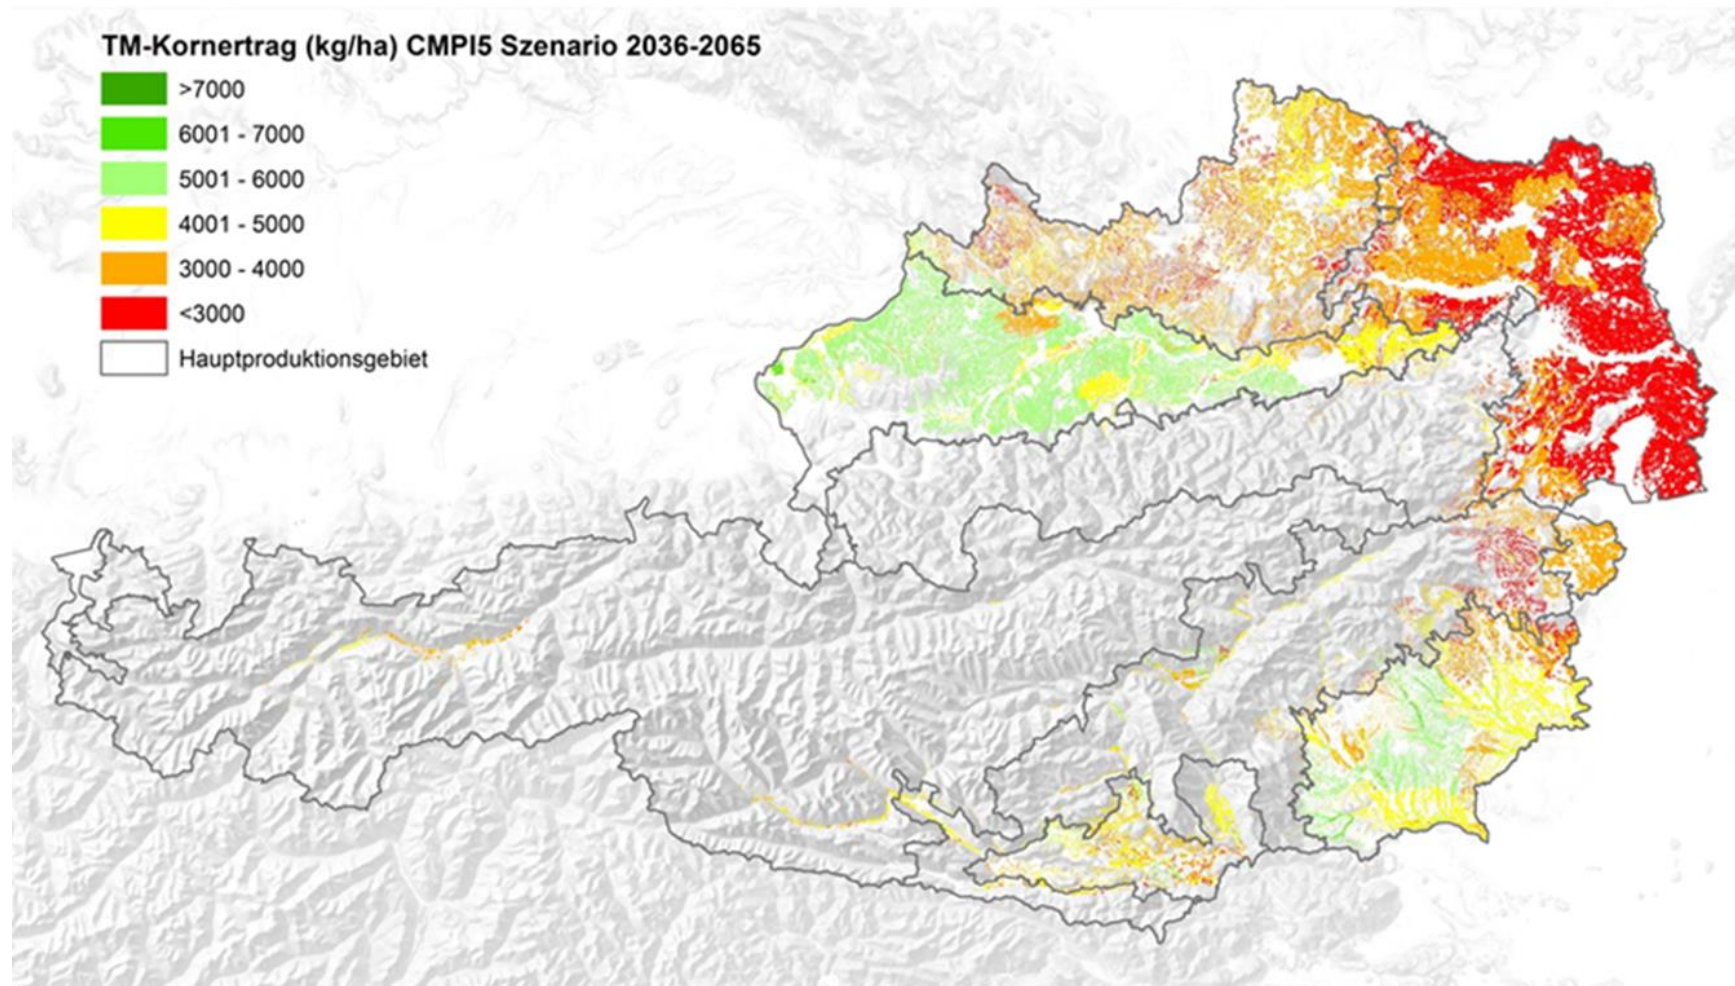 TM-Kornertrag (kg/ha) CMPI5 Szenario 2036-2065
>7000
6001 - 7000
5001 - 6000
4001 - 5000
3000 - 4000
<3000
Hauptproduktionsgebiet